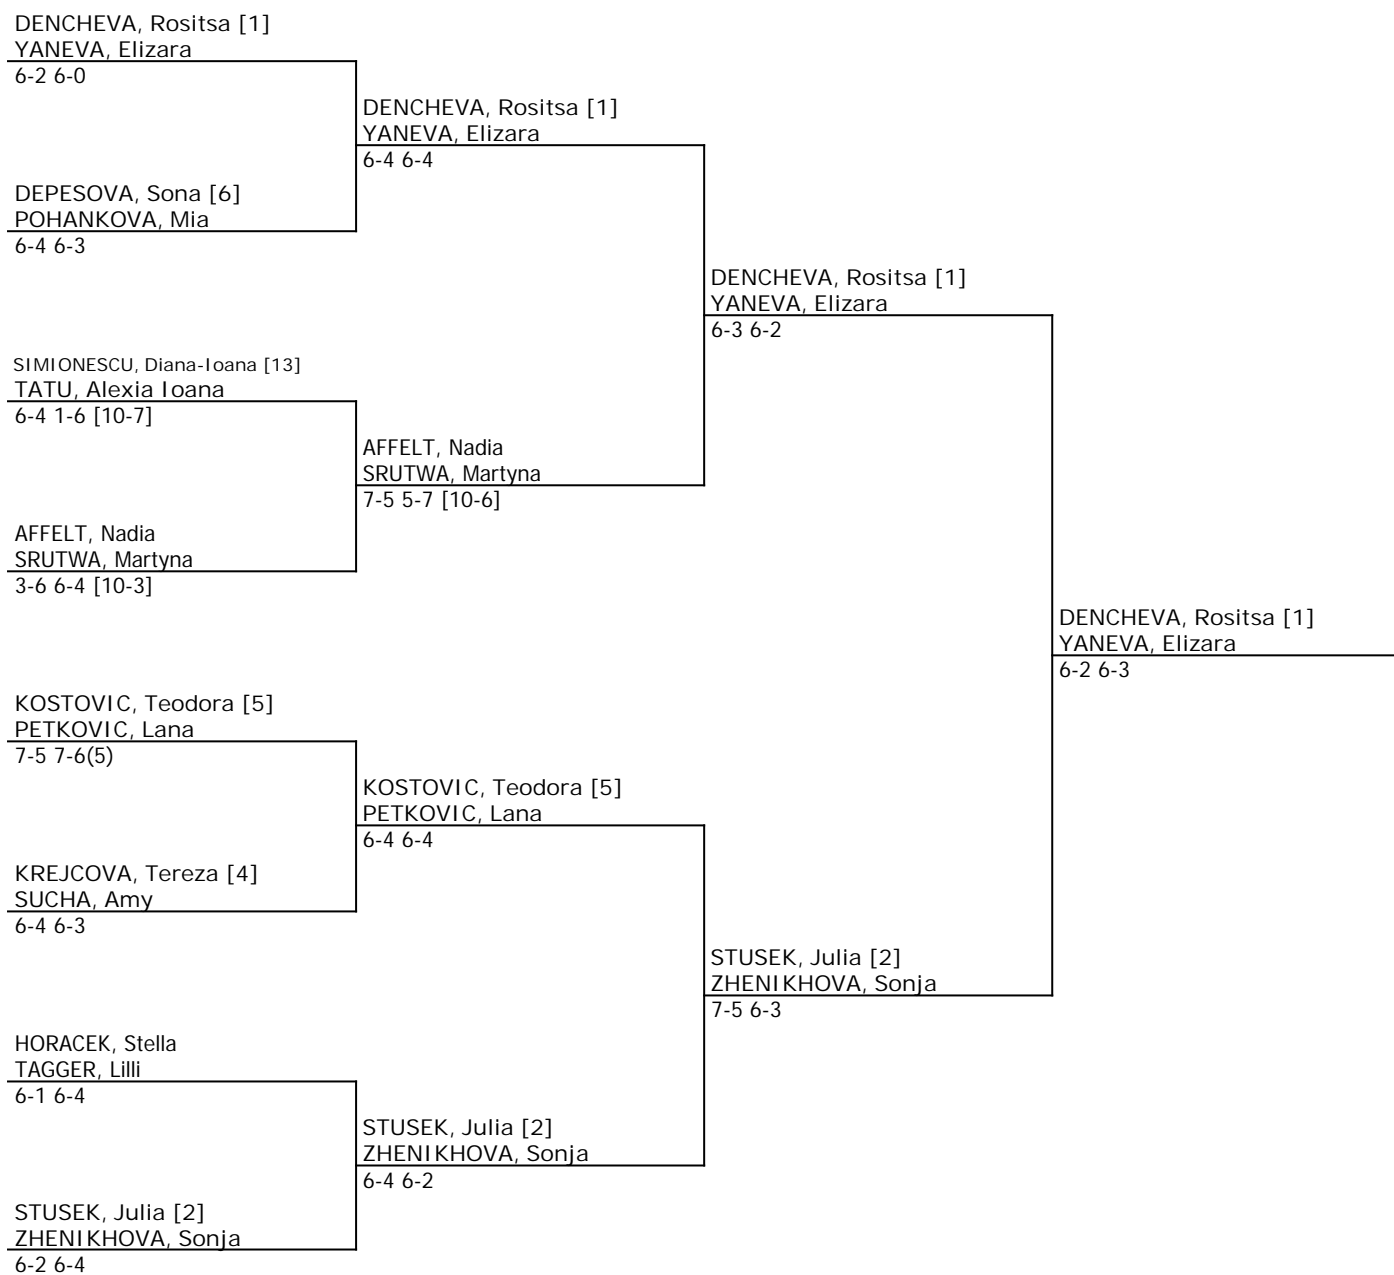 DENCHEVA, Rositsa [1]
YANEVA, Elizara
6-2 6-0
DENCHEVA, Rositsa [1]
YANEVA, Elizara
6-4 6-4
DEPESOVA, Sona [6]
POHANKOVA, Mia
6-4 6-3
DENCHEVA, Rositsa [1]
YANEVA, Elizara
6-3 6-2
SIMIONESCU, Diana-Ioana [13]
TATU, Alexia Ioana
6-4 1-6 [10-7]
AFFELT, Nadia
SRUTWA, Martyna
7-5 5-7 [10-6]
AFFELT, Nadia
SRUTWA, Martyna
3-6 6-4 [10-3]
DENCHEVA, Rositsa [1]
YANEVA, Elizara
6-2 6-3
KOSTOVIC, Teodora [5]
PETKOVIC, Lana
7-5 7-6(5)
KOSTOVIC, Teodora [5]
PETKOVIC, Lana
6-4 6-4
KREJCOVA, Tereza [4]
SUCHA, Amy
6-4 6-3
STUSEK, Julia [2]
ZHENIKHOVA, Sonja
7-5 6-3
HORACEK, Stella
TAGGER, Lilli
6-1 6-4
STUSEK, Julia [2]
ZHENIKHOVA, Sonja
6-4 6-2
STUSEK, Julia [2]
ZHENIKHOVA, Sonja
6-2 6-4